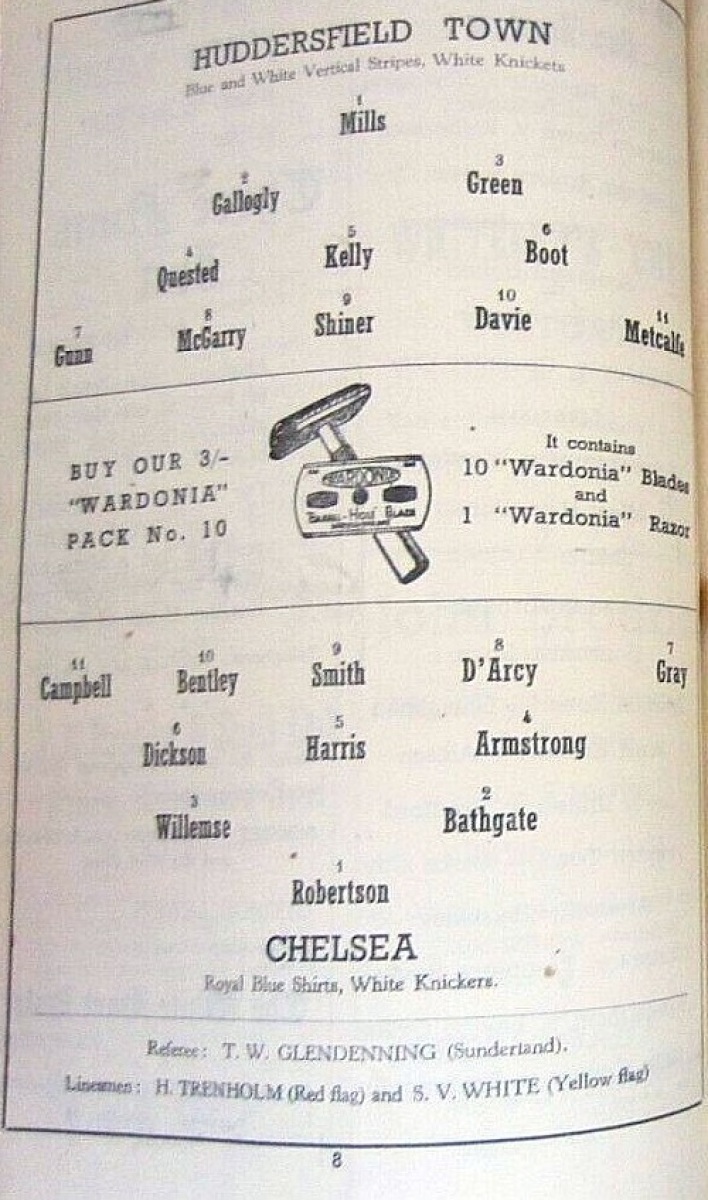 HUDDERSFIELD TOWN
Blue and White Vertical Stripes, White Knickets
1
Mills
2 3
Gallogly Green
4 5 6
Quested Kelly Boot
7 8 9 10 11
Gunn McGarry Shiner Davie Metcalfe
BUY OUR 3/-
"WARDONIA"
PACK No. 10
WARDONIA
BARREL-HOLE BLADE
It contains
10 "Wardonia" Blades
and
1 "Wardonia" Razor
11 10 9 8 7
Campbell Bentley Smith D'Arcy Gray
6 5 4
Dickson Harris Armstrong
3 2
Willemse Bathgate
1
Robertson
CHELSEA
Royal Blue Shirts, White Knickers.
Referee: T. W. GLENDENNING (Sunderland).
Linesmen: H. TRENHOLM (Red flag) and S. V. WHITE (Yellow flag)
8